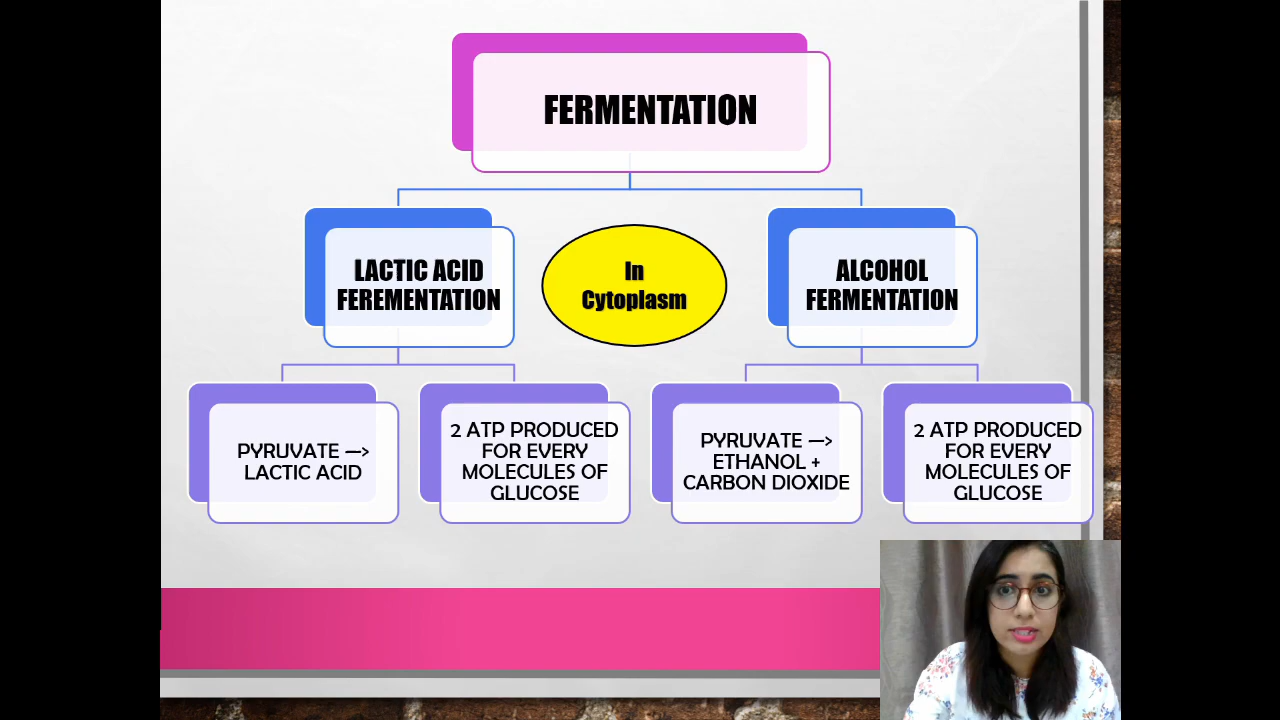 FERMENTATION
LACTIC ACID
FEREMENTATION
In
Cytoplasm
ALCOHOL
FERMENTATION
PYRUVATE —>
LACTIC ACID
2 ATP PRODUCED
FOR EVERY
MOLECULES OF
GLUCOSE
PYRUVATE —>
ETHANOL +
CARBON DIOXIDE
2 ATP PRODUCED
FOR EVERY
MOLECULES OF
GLUCOSE